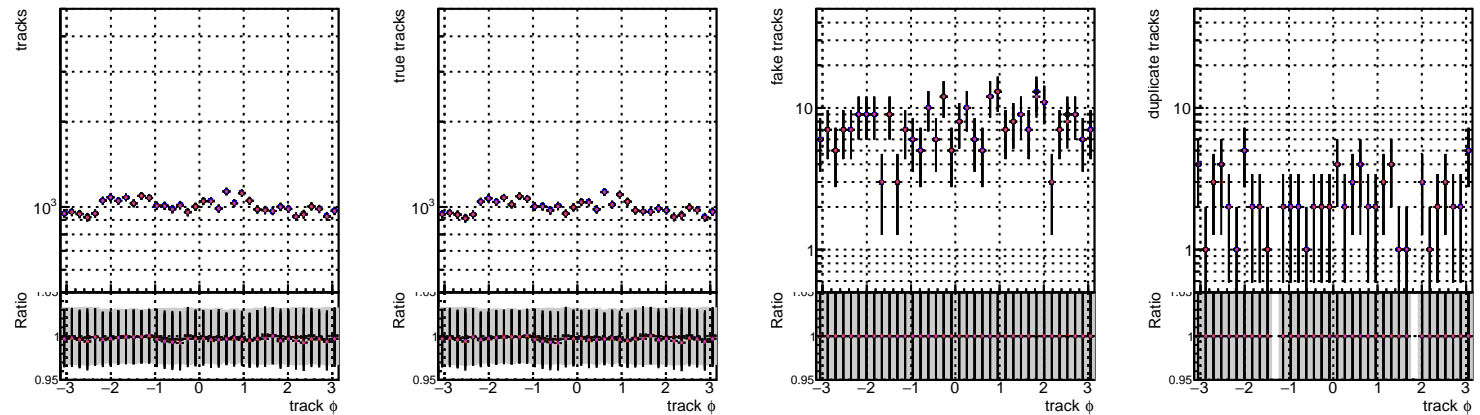 tracks
10³
Ratio
1
0.95
−3 −2 −1 0 1 2 3
track ϕ
true tracks
10³
Ratio
1
0.95
−3 −2 −1 0 1 2 3
track ϕ
fake tracks
10
1
Ratio
1
0.95
−3 −2 −1 0 1 2 3
track ϕ
duplicate tracks
10
1
Ratio
1
0.95
−3 −2 −1 0 1 2 3
track ϕ